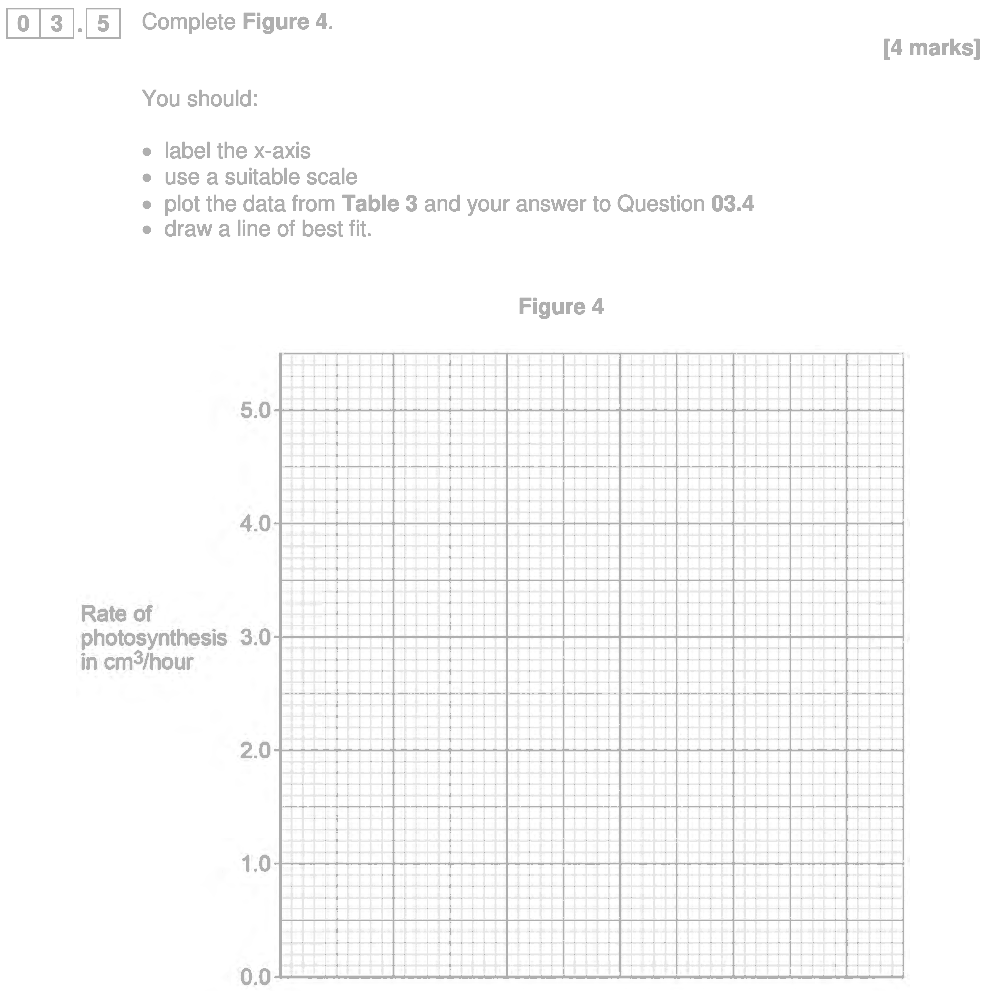 0 3 . 5 Complete Figure 4.
[4 marks]
You should:
• label the x-axis
• use a suitable scale
• plot the data from Table 3 and your answer to Question 03.4
• draw a line of best fit.
Figure 4
5.0
4.0
Rate of
photosynthesis
in cm³/hour
3.0
2.0
1.0
0.0